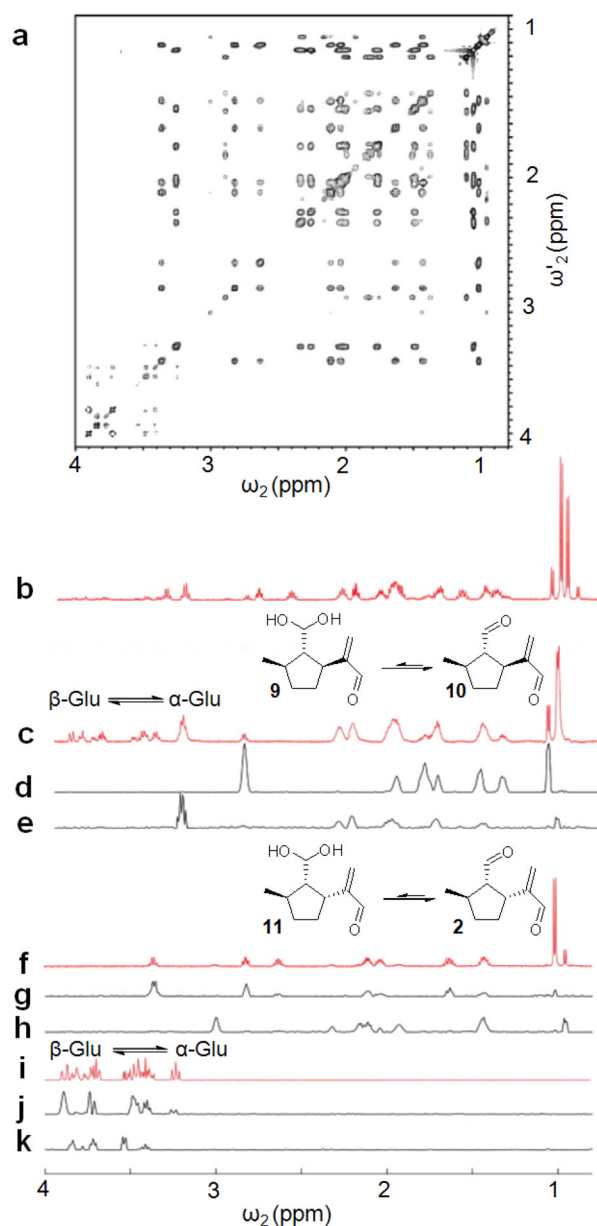 a
1
2
3
4
ω'₂ (ppm)
4 3 2 1
ω₂ (ppm)
b
HO OH
O
O
O
9
10
β-Glu α-Glu
c
d
e
HO OH
O
O
O
11
2
f
g
h
β-Glu α-Glu
i
j
k
4 3 2 1
ω₂ (ppm)